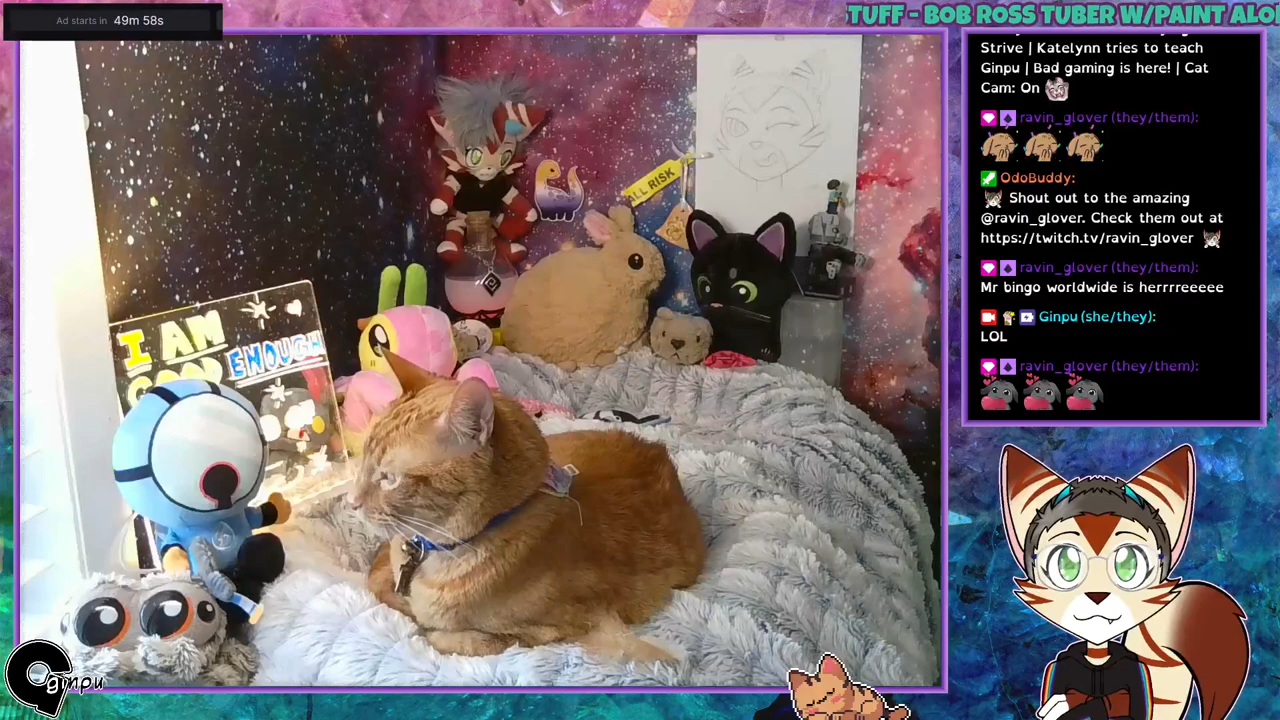 Ad starts in 49m 58s
TUFF - BOB ROSS TUBER W/PAINT ALO
Strive | Katelynn tries to teach
Ginpu | Bad gaming is here! | Cat
Cam: On
ravin_glover (they/them):
OdoBuddy:
Shout out to the amazing
@ravin_glover. Check them out at
https://twitch.tv/ravin_glover
ravin_glover (they/them):
Mr bingo worldwide is herrrreeeee
Ginpu (she/they):
LOL
ravin_glover (they/them):
ALL RISK
I AM
GOOD ENOUGH
ginpu